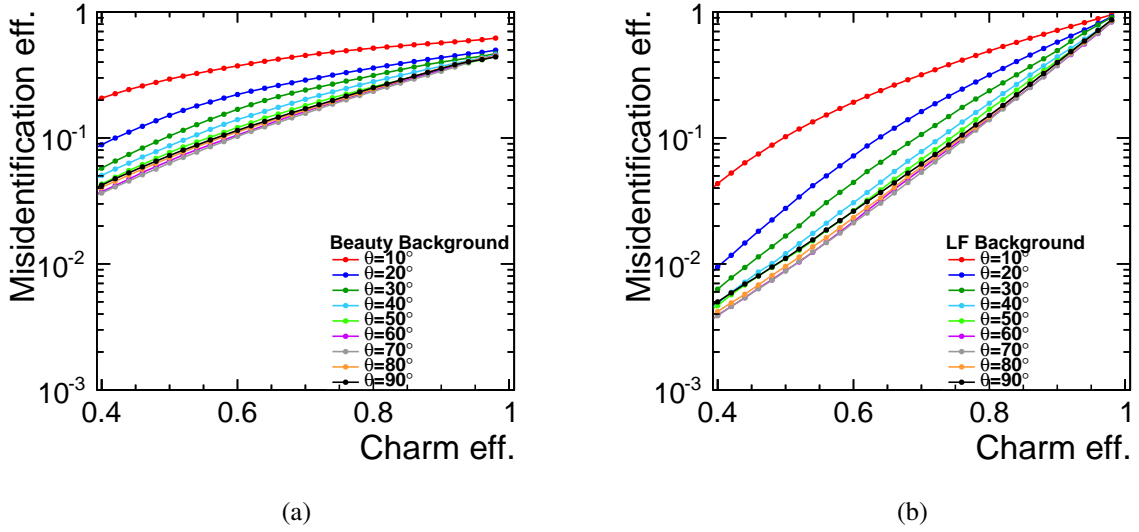 Misidentification eff.
1
10-1
10-2
10-3
Beauty Background
θ=10°
θ=20°
θ=30°
θ=40°
θ=50°
θ=60°
θ=70°
θ=80°
θ=90°
0.4 0.6 0.8 1
Charm eff.
(a)
Misidentification eff.
1
10-1
10-2
10-3
LF Background
θ=10°
θ=20°
θ=30°
θ=40°
θ=50°
θ=60°
θ=70°
θ=80°
θ=90°
0.4 0.6 0.8 1
Charm eff.
(b)